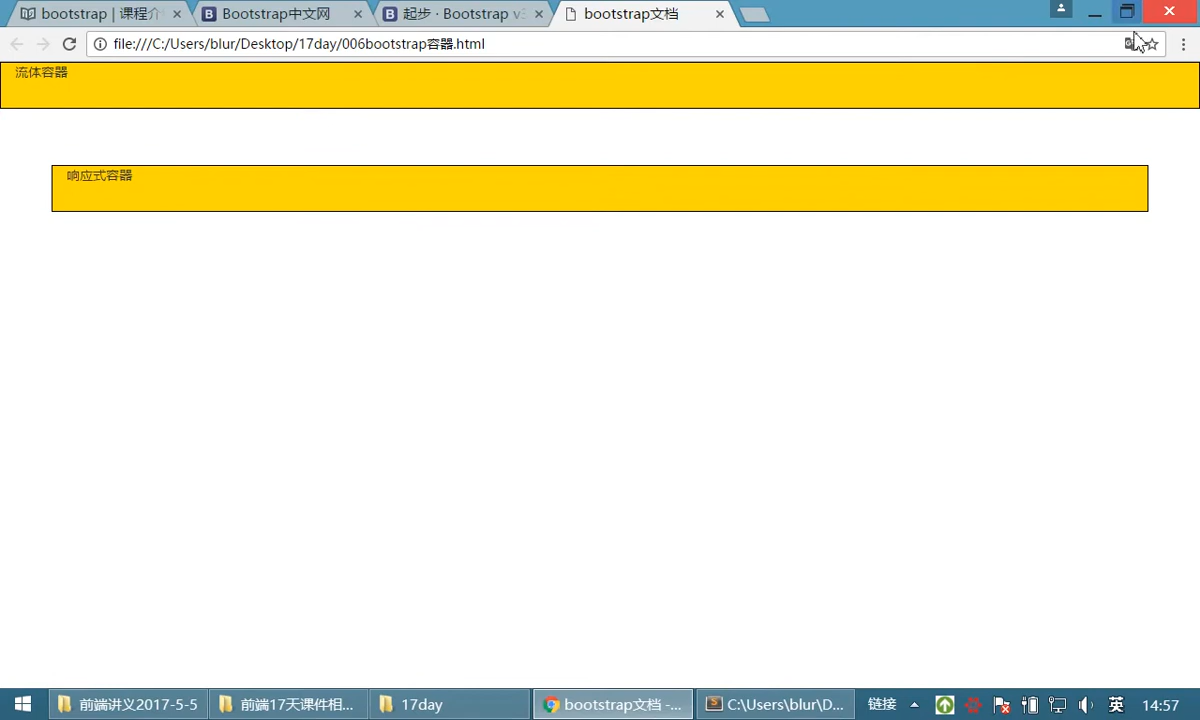 bootstrap | 课程介
Bootstrap中文网
起步 · Bootstrap v3
bootstrap文档
file:///C:/Users/blur/Desktop/17day/006bootstrap容器.html
流体容器
响应式容器
前端讲义2017-5-5
前端17天课件相...
17day
bootstrap文档 -...
C:\Users\blur\D...
链接
英
14:57